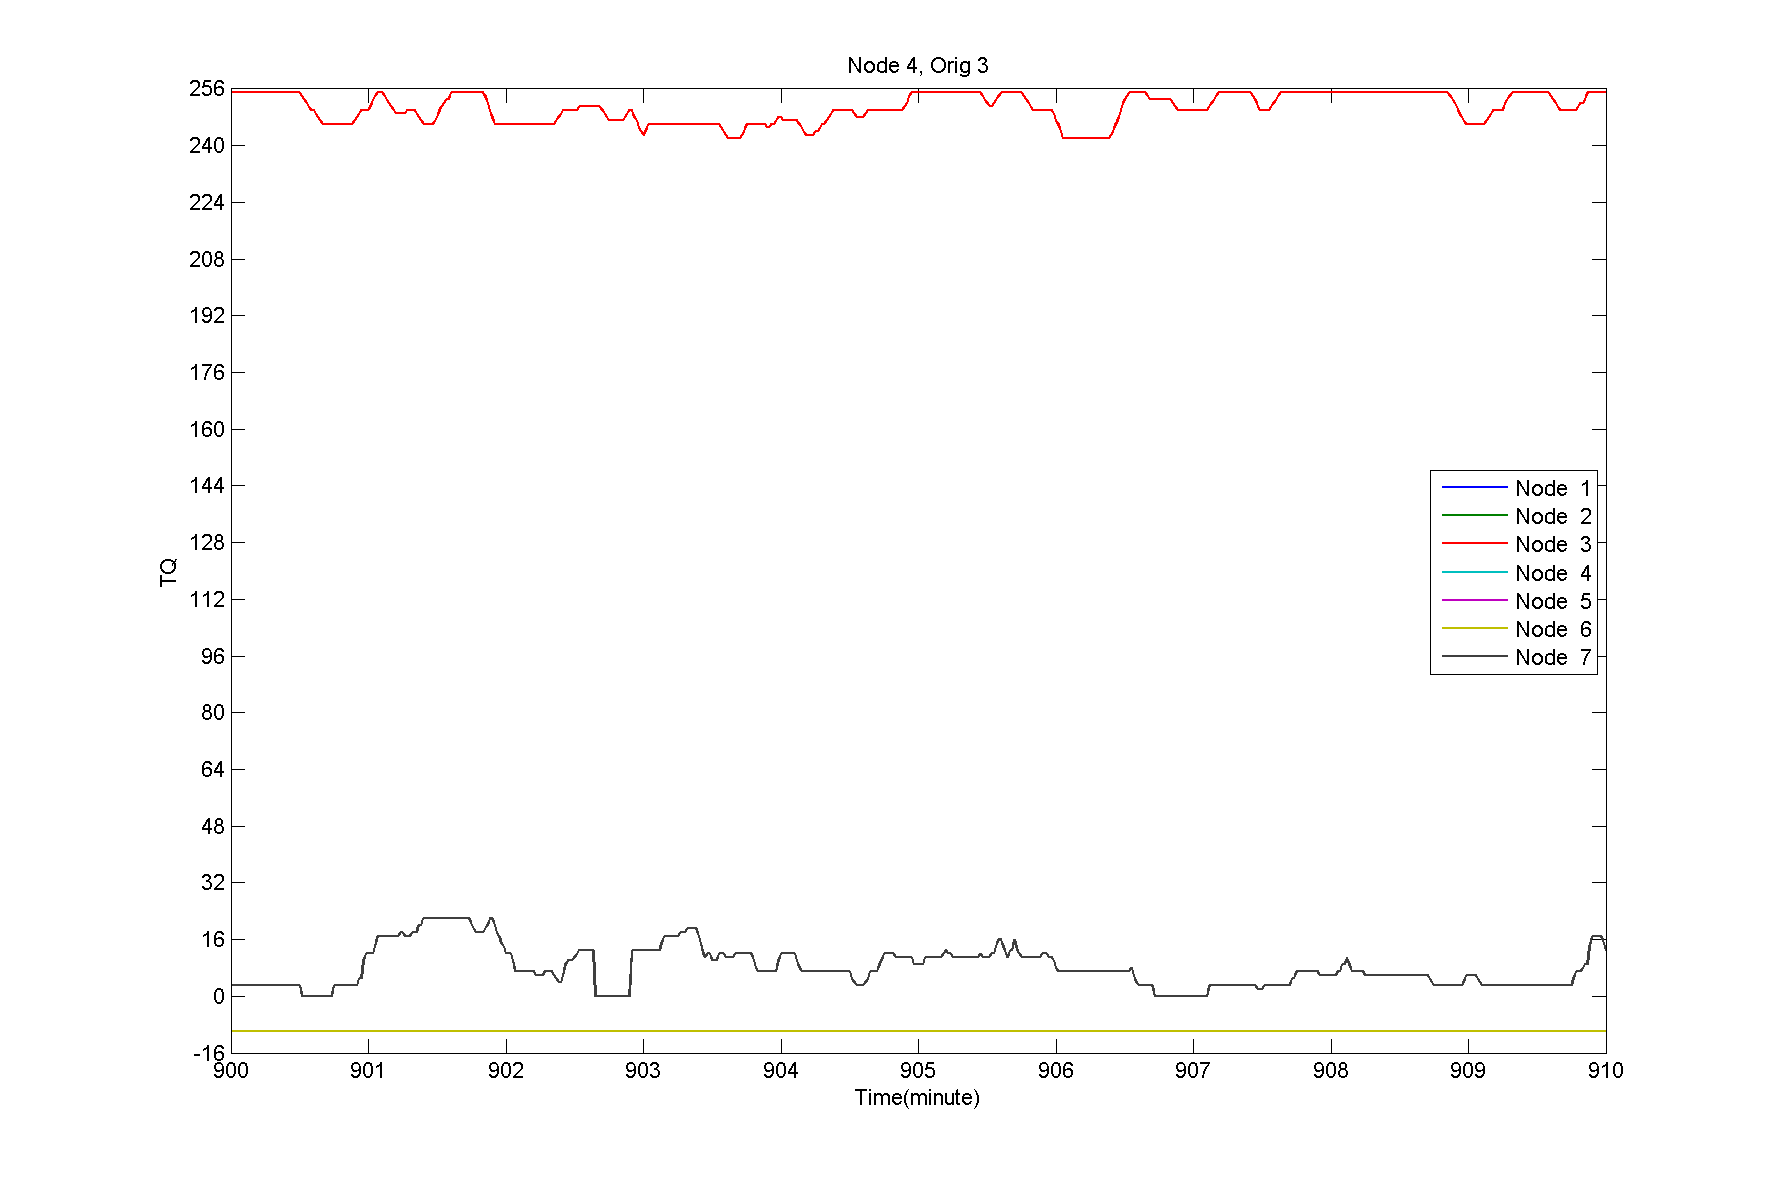 Node 4, Orig 3
256
240
224
208
192
176
160
144
128
112
96
80
64
48
32
16
0
-16
TQ
Node 1
Node 2
Node 3
Node 4
Node 5
Node 6
Node 7
900 901 902 903 904 905 906 907 908 909 910
Time(minute)